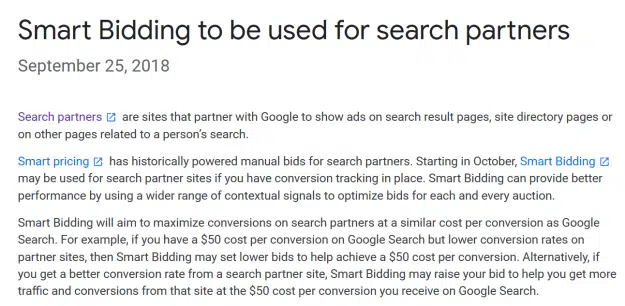 Smart Bidding to be used for search partners
September 25, 2018
Search partners are sites that partner with Google to show ads on search result pages, site directory pages or
on other pages related to a person's search.
Smart pricing has historically powered manual bids for search partners. Starting in October, Smart Bidding
may be used for search partner sites if you have conversion tracking in place. Smart Bidding can provide better
performance by using a wider range of contextual signals to optimize bids for each and every auction.
Smart Bidding will aim to maximize conversions on search partners at a similar cost per conversion as Google
Search. For example, if you have a $50 cost per conversion on Google Search but lower conversion rates on
partner sites, then Smart Bidding may set lower bids to help achieve a $50 cost per conversion. Alternatively, if
you get a better conversion rate from a search partner site, Smart Bidding may raise your bid to help you get more
traffic and conversions from that site at the $50 cost per conversion you receive on Google Search.